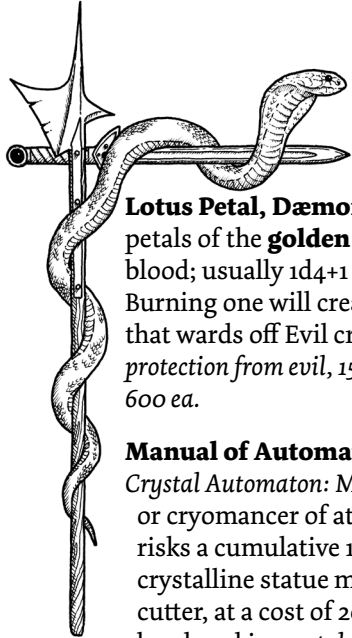 Lotus Petal, Dæmon
petals of the golden
blood; usually 1d4+1
Burning one will crea
that wards off Evil cr
protection from evil, 15
600 ea.
Manual of Automa
Crystal Automaton: M
or cryomancer of at
risks a cumulative 1
crystalline statue m
cutter, at a cost of 2